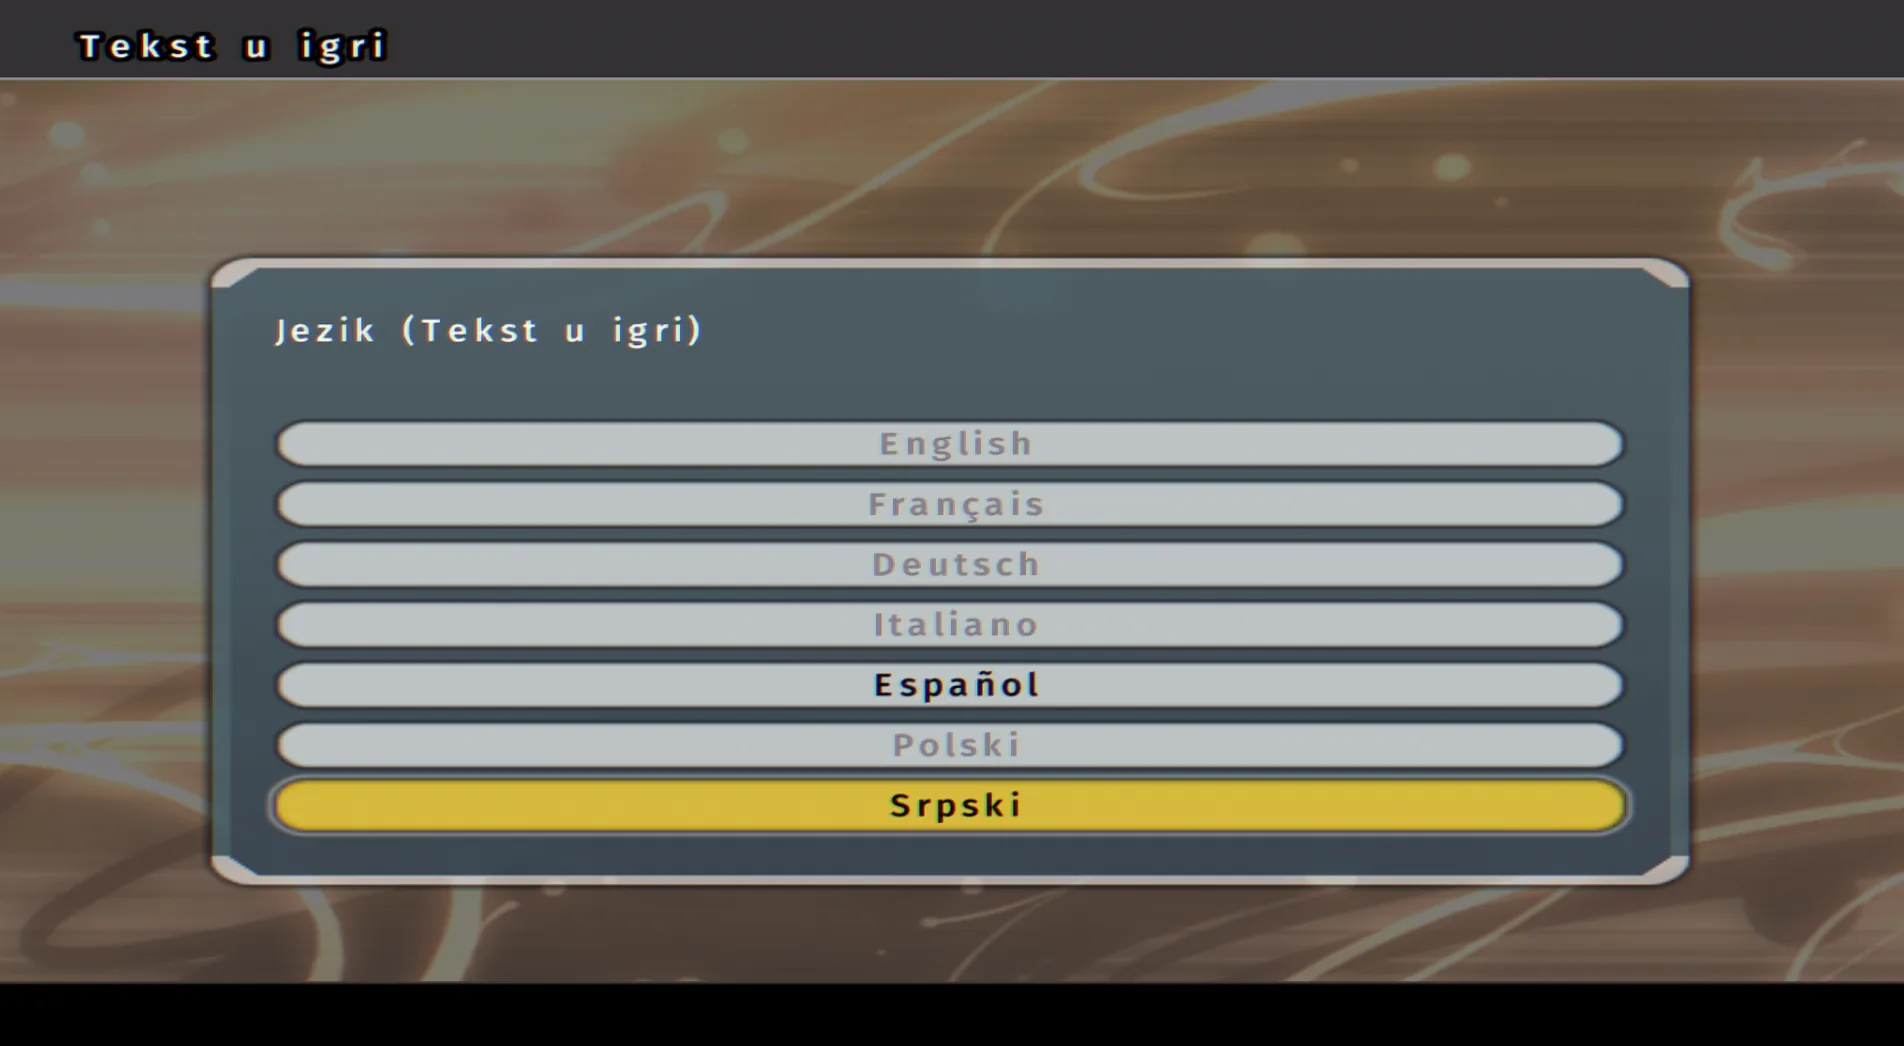 Tekst u igri
Jezik (Tekst u igri)
English
Français
Deutsch
Italiano
Español
Polski
Srpski